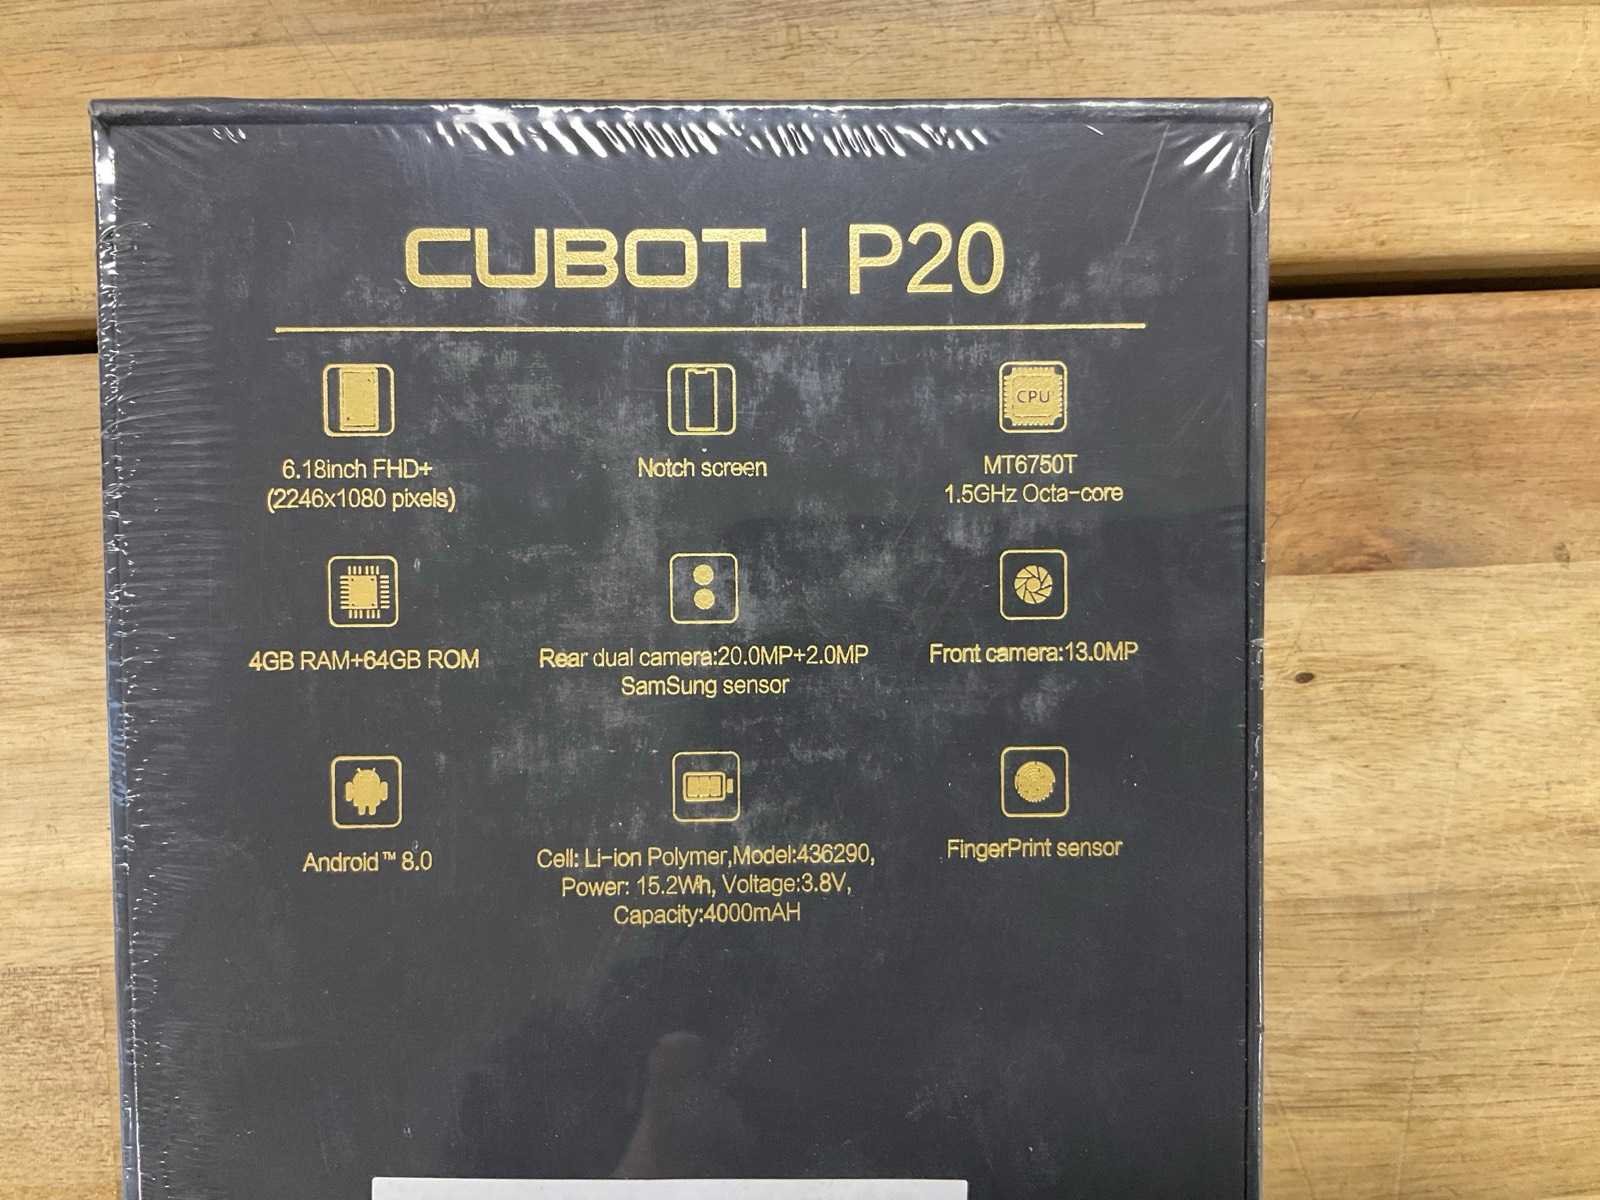 CUBOT | P20
6.18inch FHD+
(2246x1080 pixels)
Notch screen
CPU
MT6750T
1.5GHz Octa-core
4GB RAM+64GB ROM
Rear dual camera:20.0MP+2.0MP
SamSung sensor
Front camera:13.0MP
Android™ 8.0
Cell: Li-ion Polymer,Model:436290,
Power: 15.2Wh, Voltage:3.8V,
Capacity:4000mAH
FingerPrint sensor